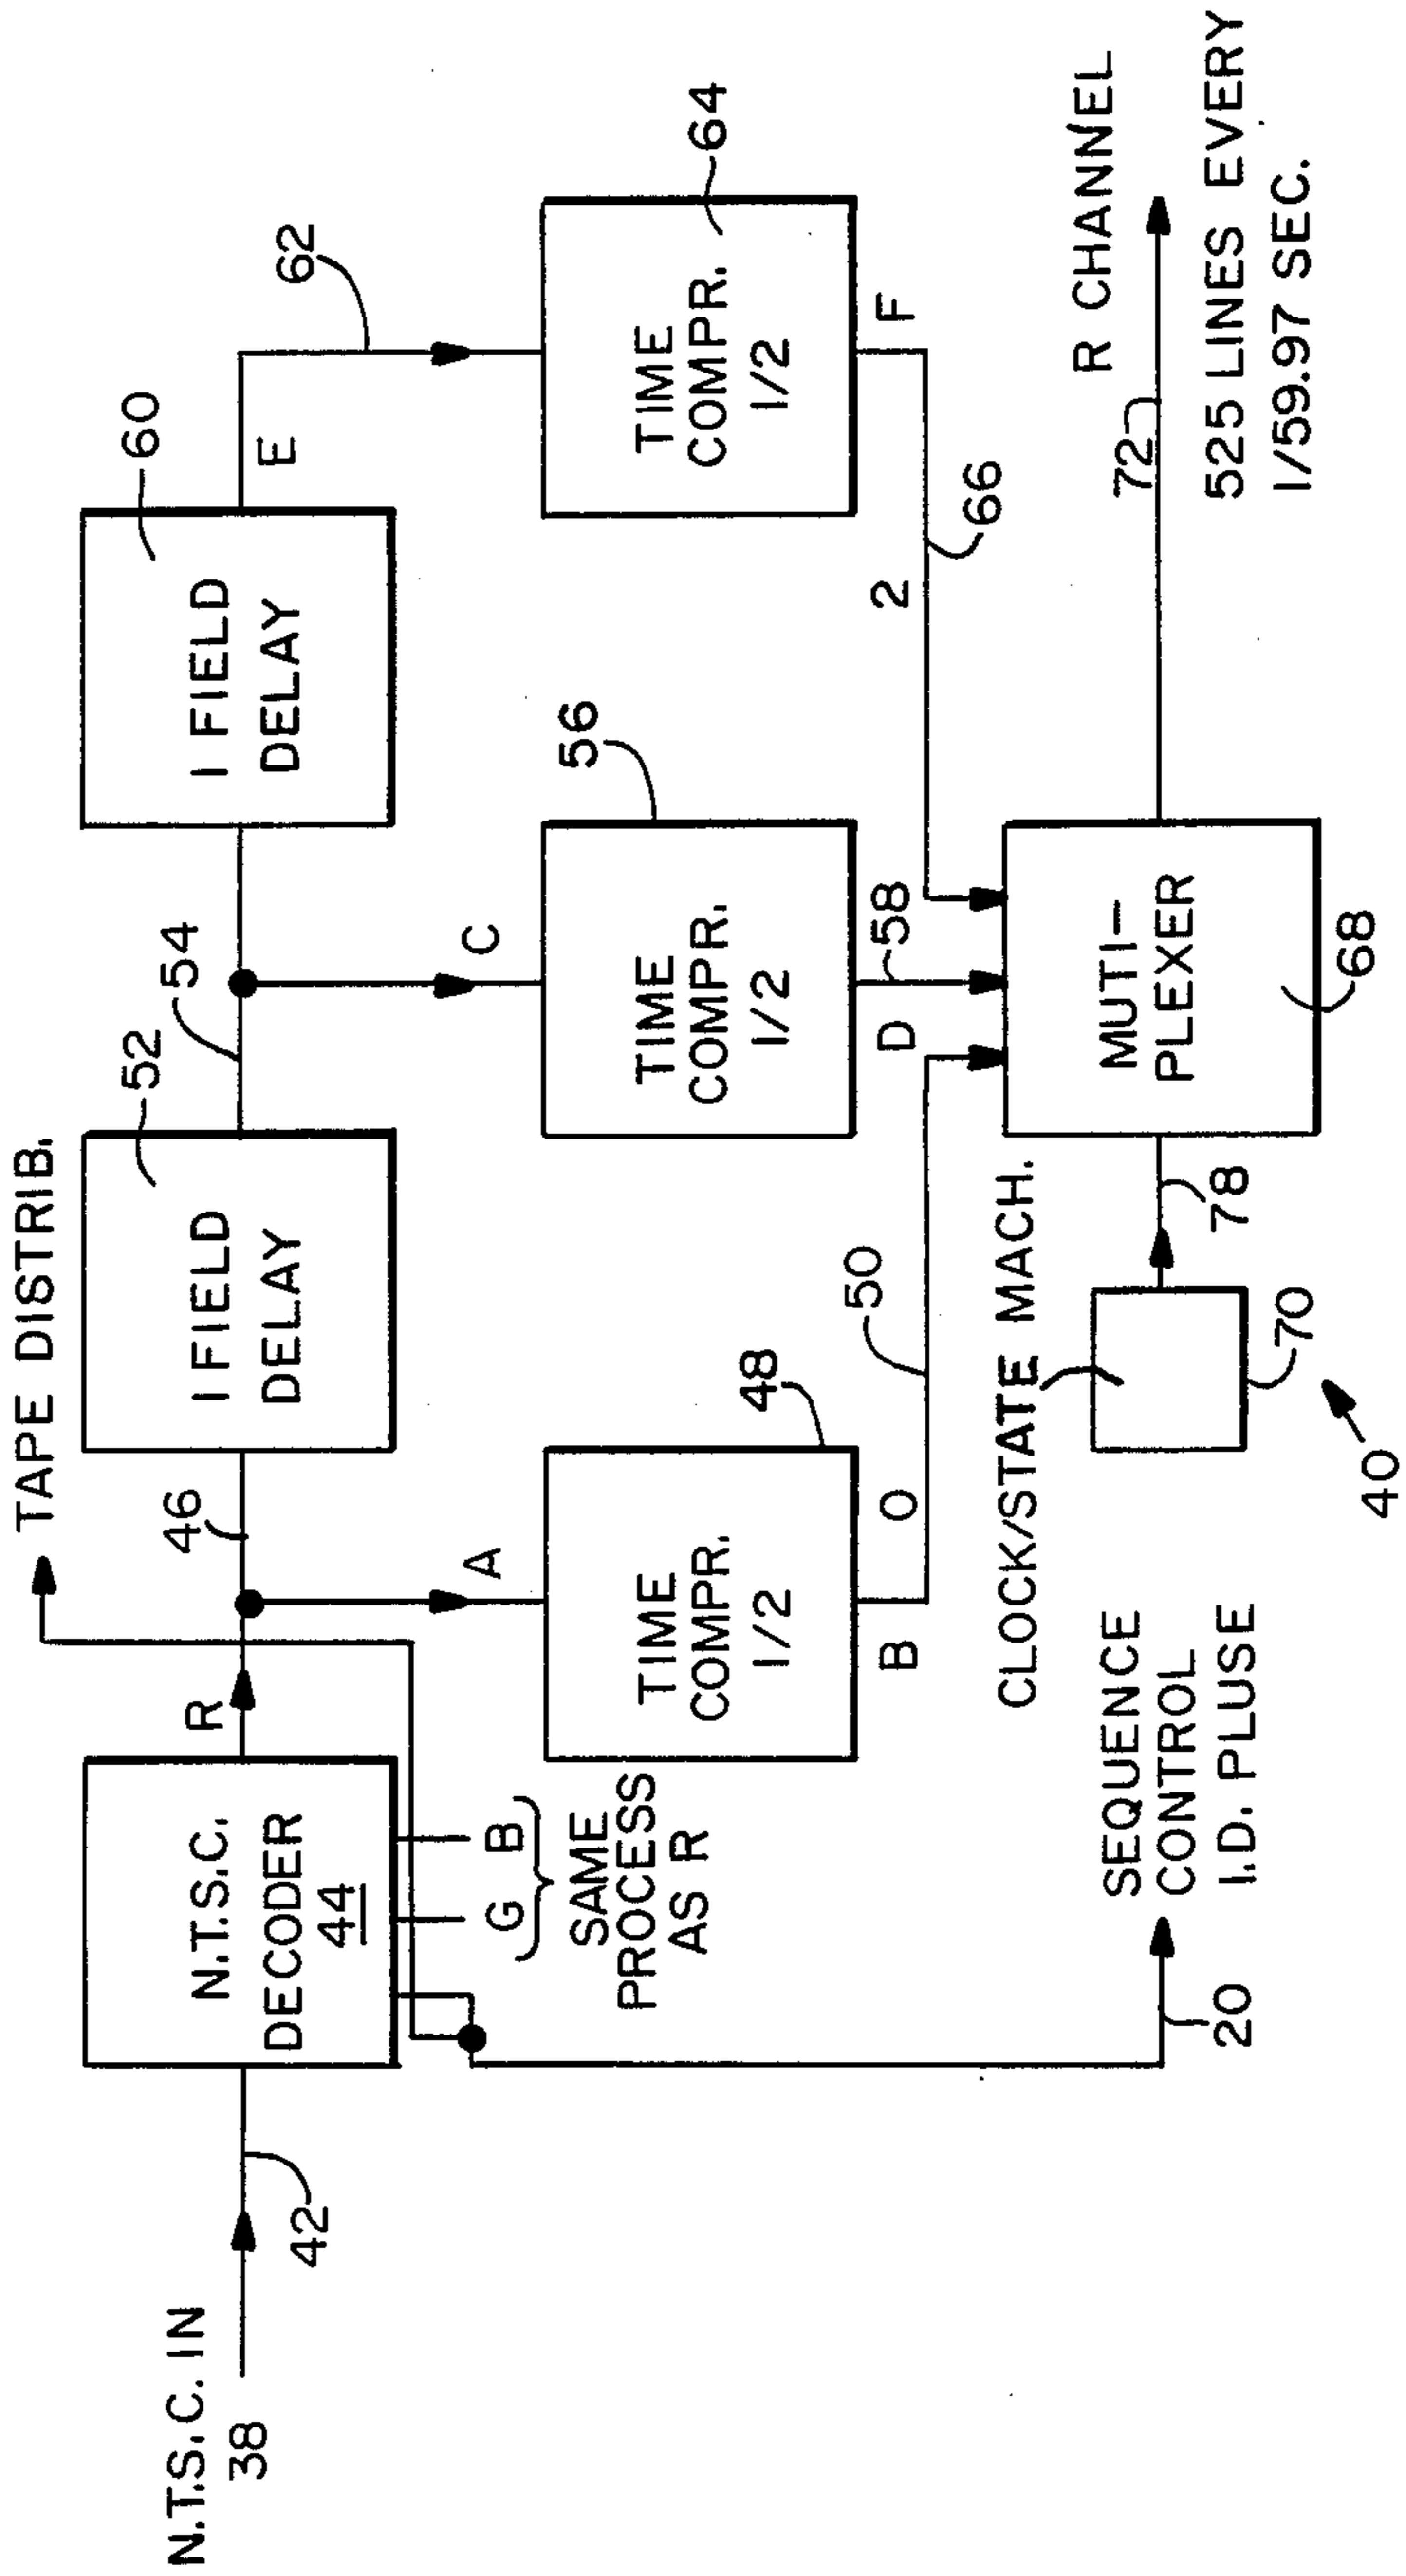 TAPE DISTRIB.
N.T.S.C. IN
38
42
N.T.S.C.
DECODER
44
R
46
1 FIELD
DELAY
52
54
1 FIELD
DELAY
60
E
62
G B
SAME
PROCESS
AS R
A
TIME
COMPR.
1/2
48
C
TIME
COMPR.
1/2
56
TIME
COMPR.
1/2
64
B 0
50
D 58
2
66
F
20
SEQUENCE
CONTROL
I.D. PLUSE
CLOCK/STATE MACH.
70
78
MUTI-
PLEXER
68
72
R CHANNEL
525 LINES EVERY
1/59.97 SEC.
40